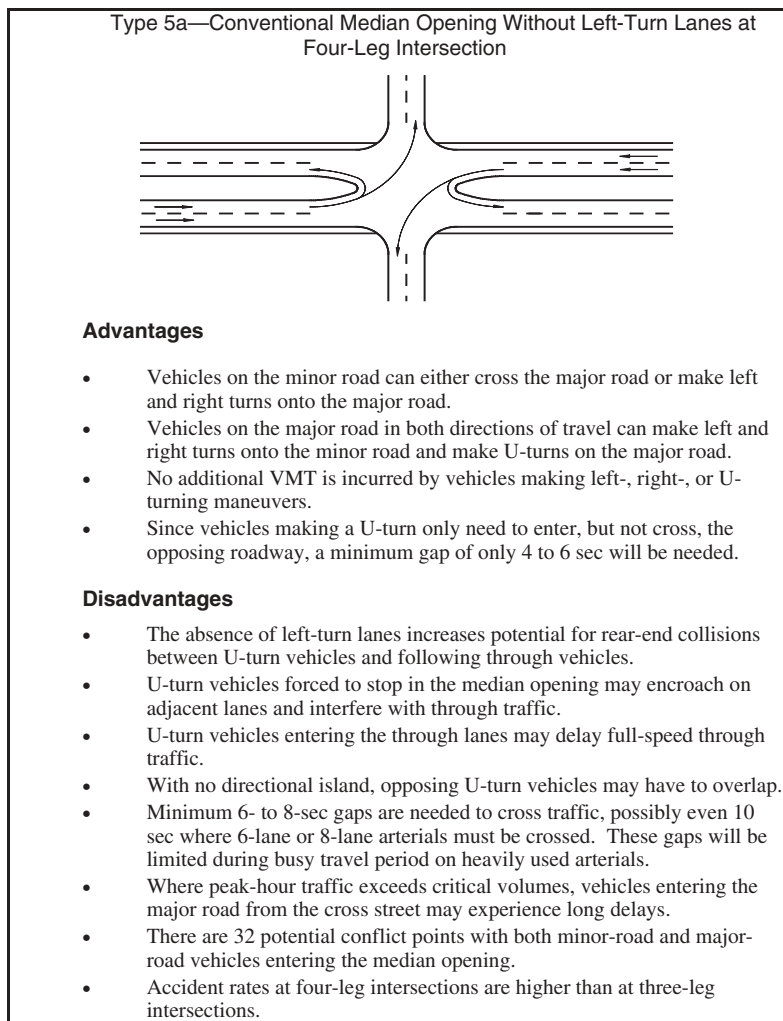 Type 5a—Conventional Median Opening Without Left-Turn Lanes at
Four-Leg Intersection
Advantages
• Vehicles on the minor road can either cross the major road or make left
and right turns onto the major road.
• Vehicles on the major road in both directions of travel can make left and
right turns onto the minor road and make U-turns on the major road.
• No additional VMT is incurred by vehicles making left-, right-, or U-
turning maneuvers.
• Since vehicles making a U-turn only need to enter, but not cross, the
opposing roadway, a minimum gap of only 4 to 6 sec will be needed.
Disadvantages
• The absence of left-turn lanes increases potential for rear-end collisions
between U-turn vehicles and following through vehicles.
• U-turn vehicles forced to stop in the median opening may encroach on
adjacent lanes and interfere with through traffic.
• U-turn vehicles entering the through lanes may delay full-speed through
traffic.
• With no directional island, opposing U-turn vehicles may have to overlap.
• Minimum 6- to 8-sec gaps are needed to cross traffic, possibly even 10
sec where 6-lane or 8-lane arterials must be crossed.  These gaps will be
limited during busy travel period on heavily used arterials.
• Where peak-hour traffic exceeds critical volumes, vehicles entering the
major road from the cross street may experience long delays.
• There are 32 potential conflict points with both minor-road and major-
road vehicles entering the median opening.
• Accident rates at four-leg intersections are higher than at three-leg
intersections.